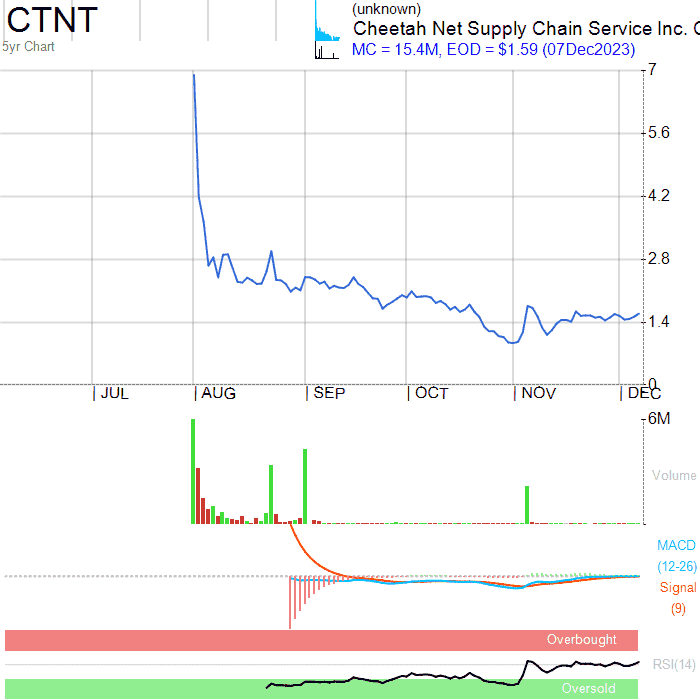 CTNT
5yr Chart
(unknown)
Cheetah Net Supply Chain Service Inc. C
MC = 15.4M, EOD = $1.59 (07Dec2023)
7
5.6
4.2
2.8
1.4
0
JUL AUG SEP OCT NOV DEC
6M
Volume
MACD
(12-26)
Signal
(9)
Overbought
RSI(14)
Oversold